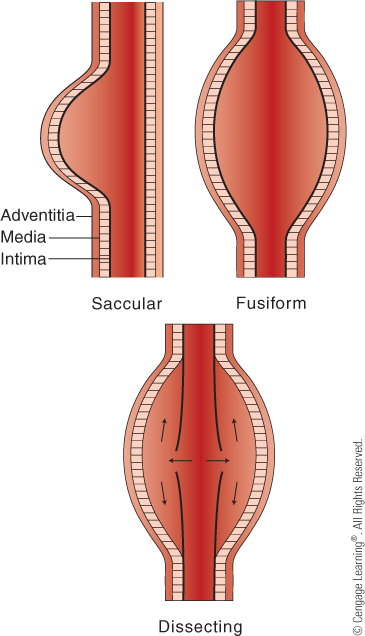 Adventitia
Media
Intima
Saccular
Fusiform
Dissecting
© Cengage Learning®. All Rights Reserved.